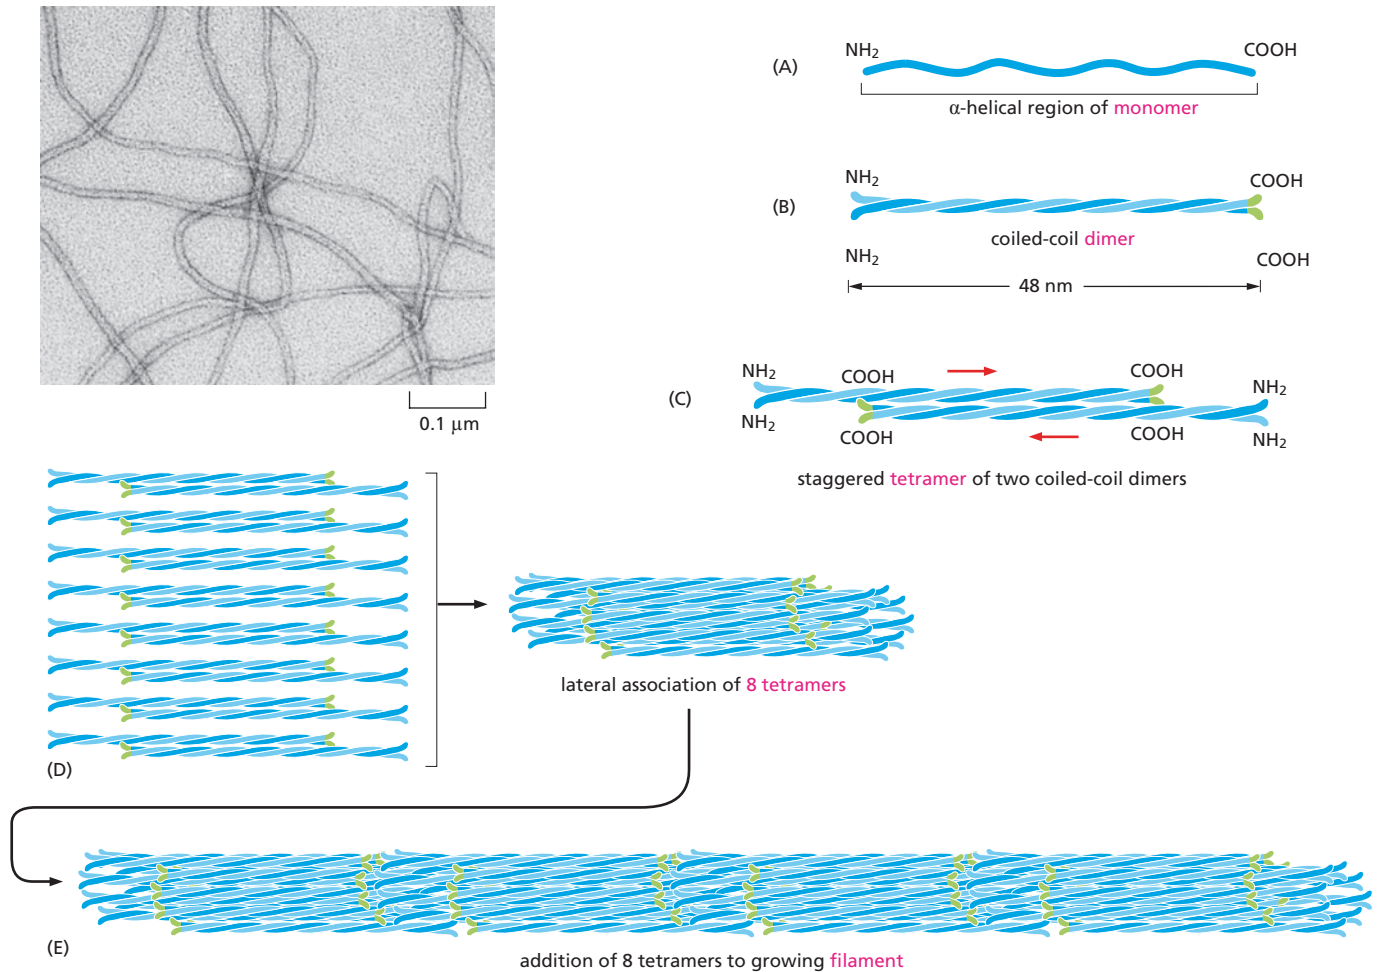 0.1 μm
(A)
NH2
COOH
α-helical region of monomer
(B)
NH2
COOH
coiled-coil dimer
NH2
COOH
48 nm
(C)
NH2
COOH
COOH
NH2
NH2
COOH
COOH
NH2
staggered tetramer of two coiled-coil dimers
(D)
lateral association of 8 tetramers
(E)
addition of 8 tetramers to growing filament